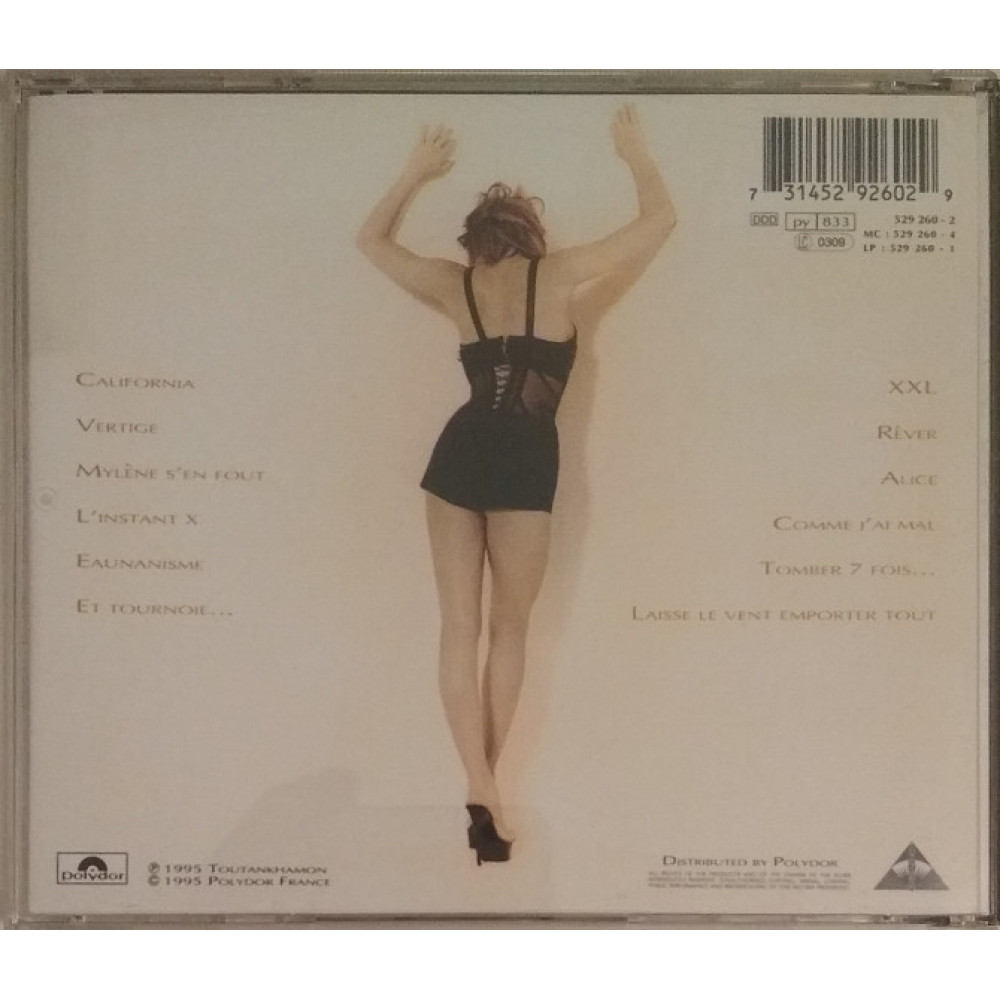 7 31452 92602 9
DDD py 833 529 260 - 2
MC : 529 260 - 4
LC 0309
LP : 529 260 - 1
California
Vertige
Mylène s'en fout
L'instant X
Eaunanisme
Et tournoie...
XXL
Rêver
Alice
Comme j'ai mal
Tomber 7 fois...
Laisse le vent emporter tout
Polydor
℗ 1995 Toutankhamon
© 1995 Polydor France
Distributed by Polydor